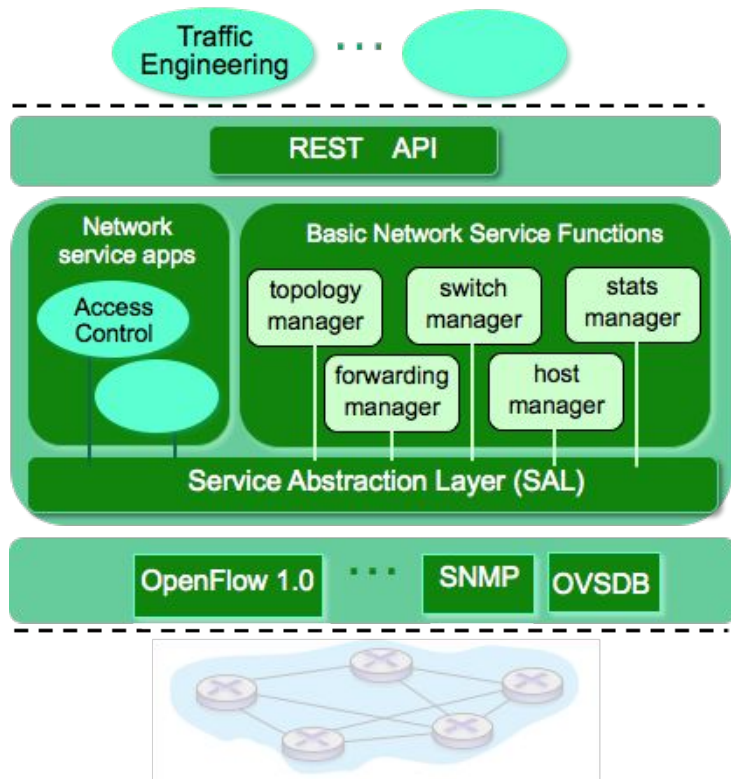 Traffic
Engineering
...
REST API
Network
service apps
Access
Control
Basic Network Service Functions
topology
manager
switch
manager
stats
manager
forwarding
manager
host
manager
Service Abstraction Layer (SAL)
OpenFlow 1.0
...
SNMP
OVSDB